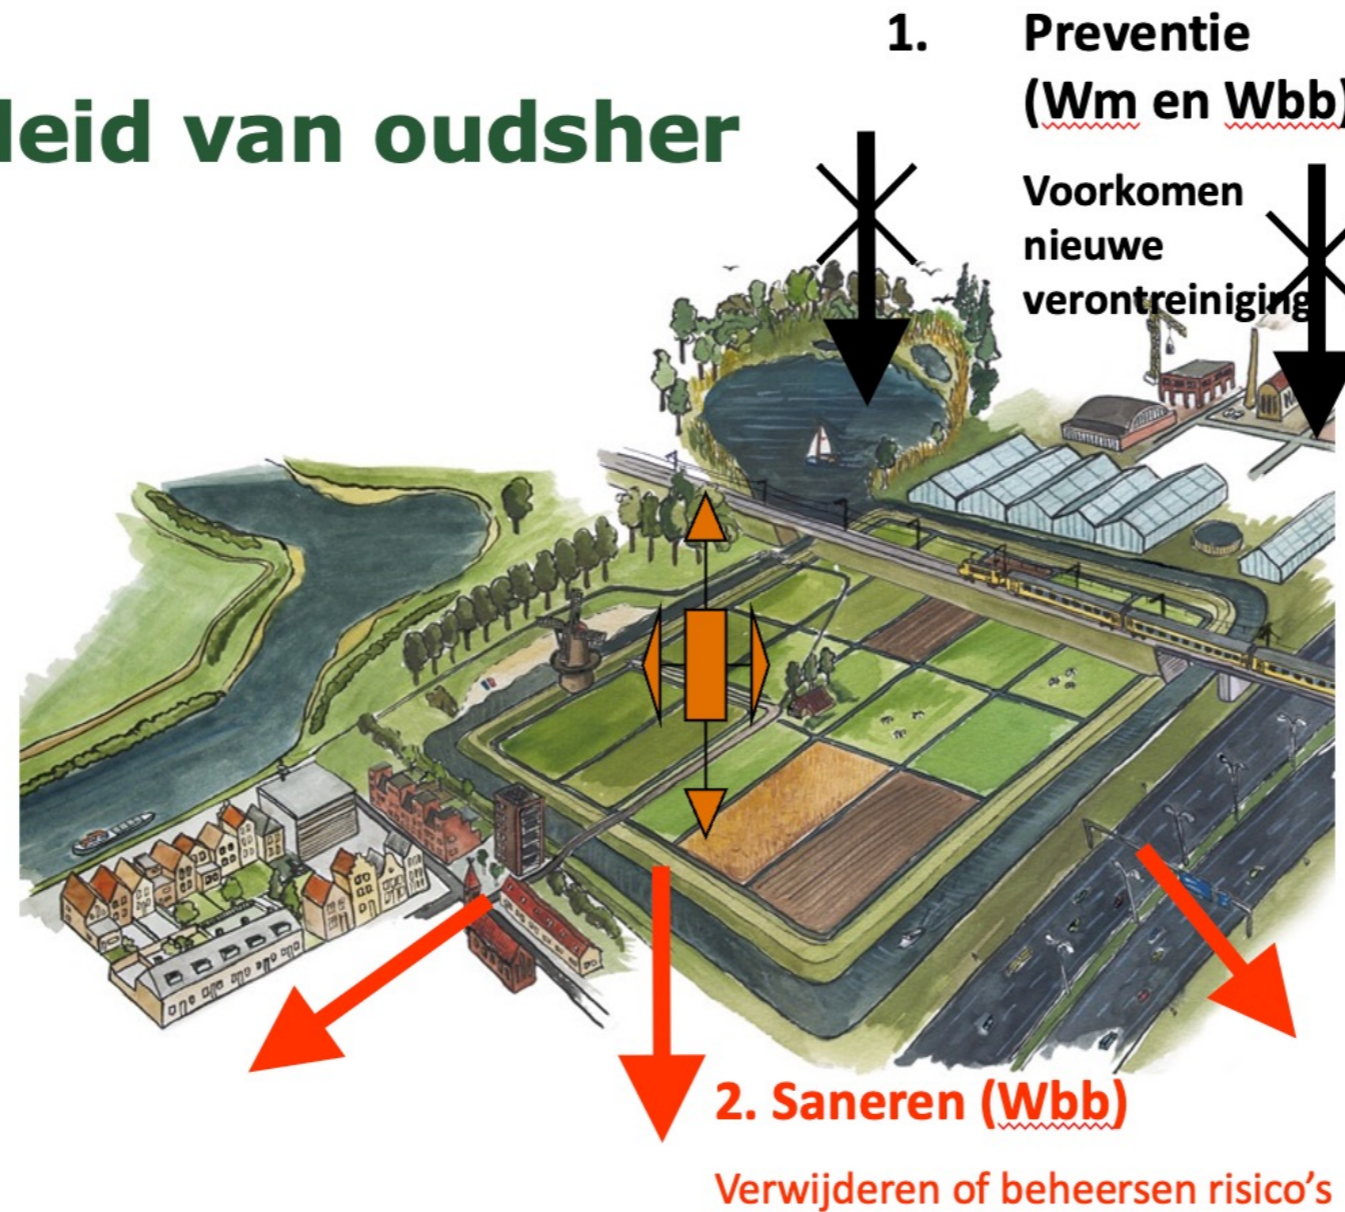 leid van oudsher
1. Preventie
(Wm en Wbb)
Voorkomen
nieuwe
verontreiniging
2. Saneren (Wbb)
Verwijderen of beheersen risico’s